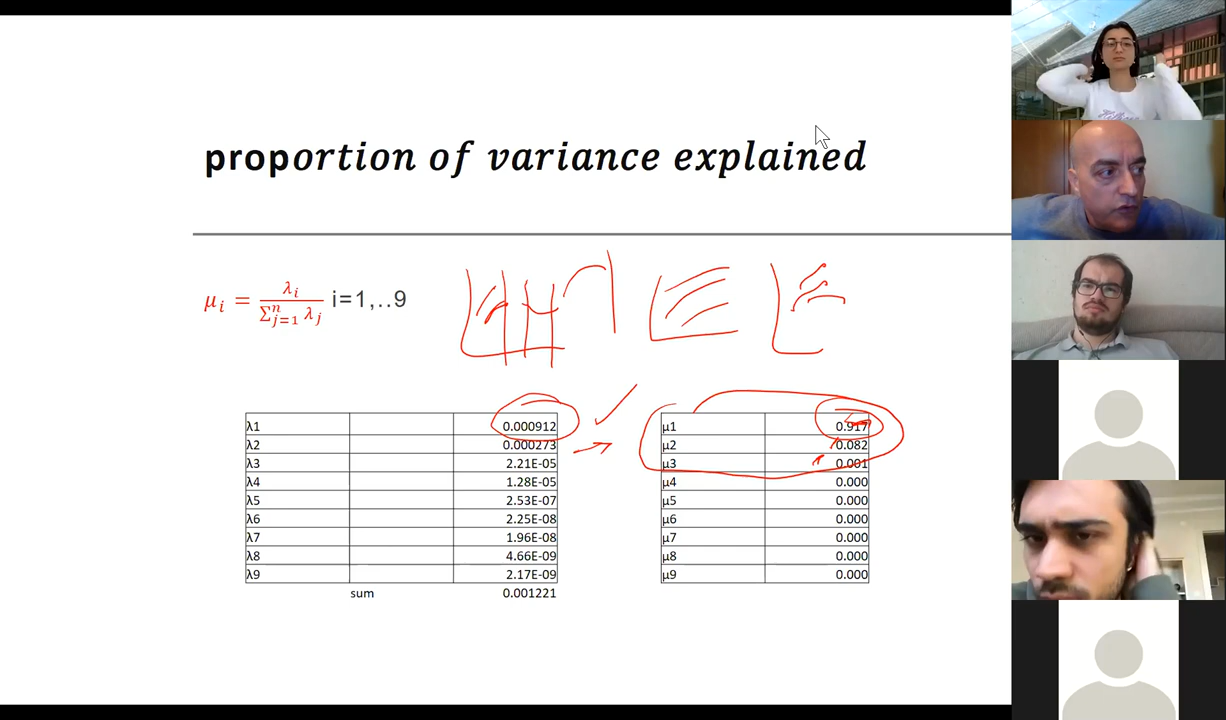 proportion of variance explained
μᵢ = λᵢ / Σⁿⱼ₌₁ λⱼ i=1,..9
λ1 0.000912 μ1 0.917
λ2 0.000273 μ2 0.082
λ3 2.21E-05 μ3 0.001
λ4 1.28E-05 μ4 0.000
λ5 2.53E-07 μ5 0.000
λ6 2.25E-08 μ6 0.000
λ7 1.96E-08 μ7 0.000
λ8 4.66E-09 μ8 0.000
λ9 2.17E-09 μ9 0.000
sum 0.001221